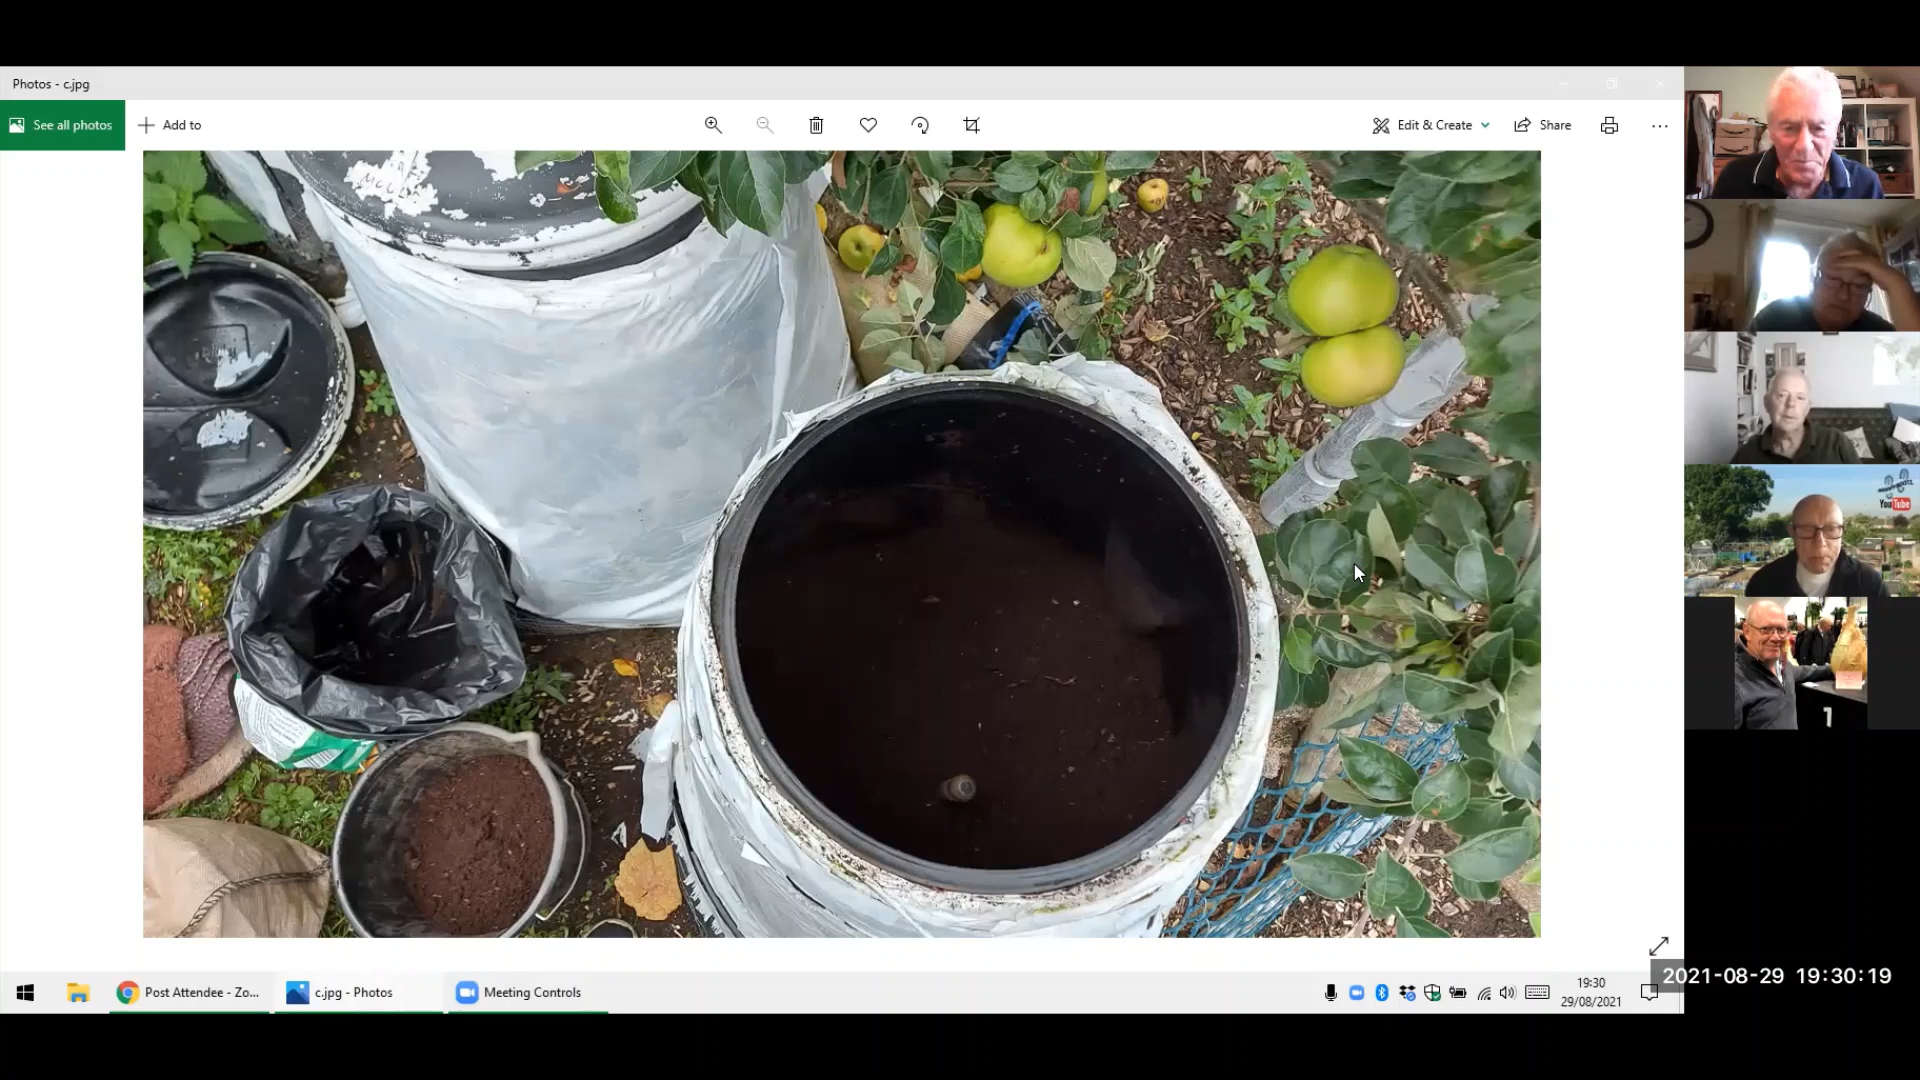 Photos - c.jpg
See all photos
Add to
Edit & Create
Share
YouTube
1
Post Attendee - Zo...
c.jpg - Photos
Meeting Controls
19:30
29/08/2021
2021-08-29 19:30:19